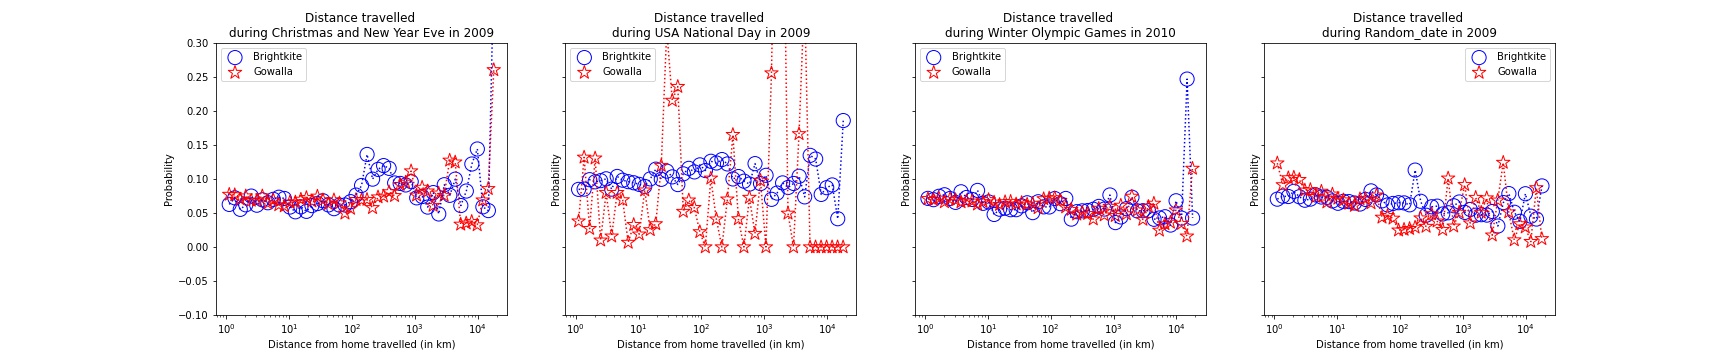 Distance travelled
during Christmas and New Year Eve in 2009
Brightkite
Gowalla
0.30
0.25
0.20
0.15
0.10
0.05
0.00
−0.05
−0.10
Probability
10⁰
10¹
10²
10³
10⁴
Distance from home travelled (in km)
Distance travelled
during USA National Day in 2009
Brightkite
Gowalla
Probability
10⁰
10¹
10²
10³
10⁴
Distance from home travelled (in km)
Distance travelled
during Winter Olympic Games in 2010
Brightkite
Gowalla
Probability
10⁰
10¹
10²
10³
10⁴
Distance from home travelled (in km)
Distance travelled
during Random_date in 2009
Brightkite
Gowalla
Probability
10⁰
10¹
10²
10³
10⁴
Distance from home travelled (in km)